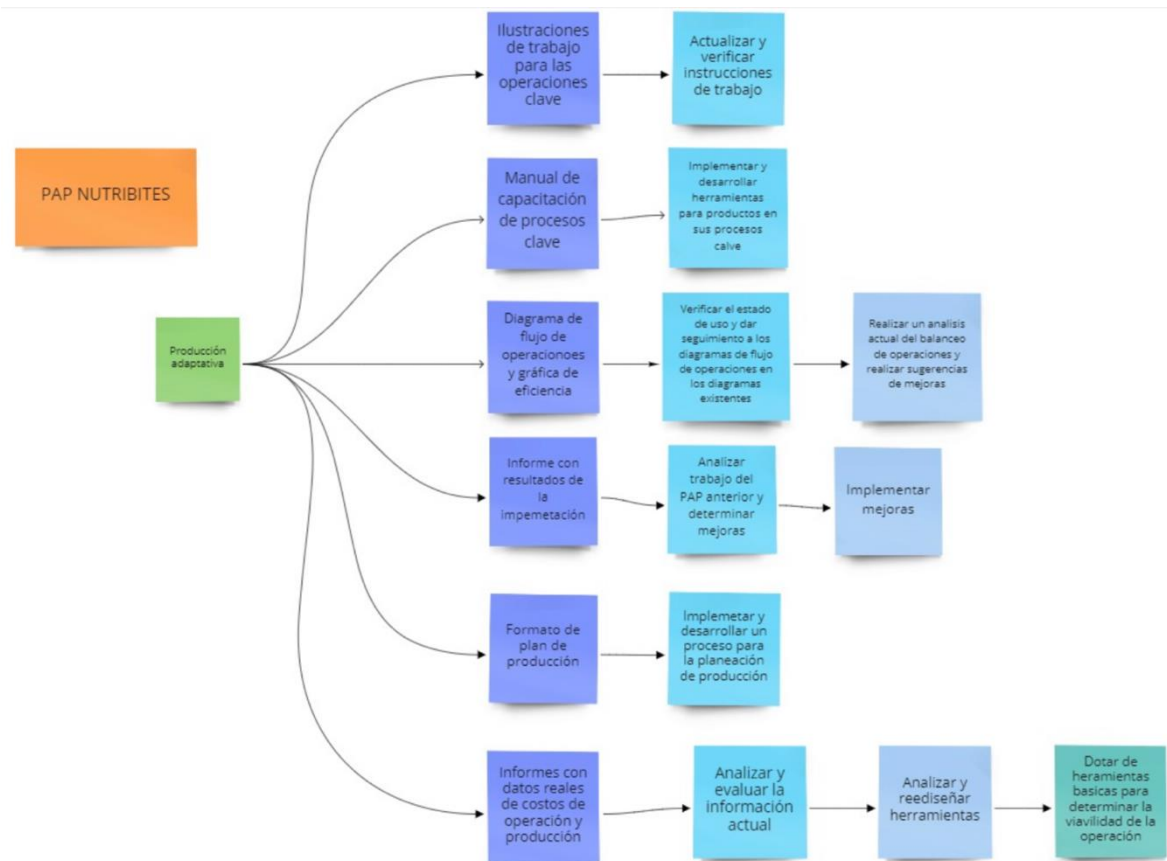 Ilustraciones
de trabajo
para las
operaciones
clave
Actualizar y
verificar
instrucciones
de trabajo
PAP NUTRIBITES
Manual de
capacitación
de procesos
clave
Implementar y
desarrollar
herramientas
para productos en
sus procesos
calve
Producción
adaptativa
Diagrama de
flujo de
operacionoes
y gráfica de
eficiencia
Verificar el estado
de uso y dar
seguimiento a los
diagramas de flujo
de operaciones en
los diagramas
existentes
Realizar un analisis
actual del balanceo
de operaciones y
realizar sugerencias
de mejoras
Informe con
resultados de
la
impemetación
Analizar
trabajo del
PAP anterior y
determinar
mejoras
Implementar
mejoras
Formato de
plan de
producción
Implemetar y
desarrollar un
proceso para
la planeación
de producción
Informes con
datos reales
de costos de
operación y
producción
Analizar y
evaluar la
información
actual
Analizar y
reediseñar
herramientas
Dotar de
heramientas
basicas para
determinar la
viavilidad de la
operación